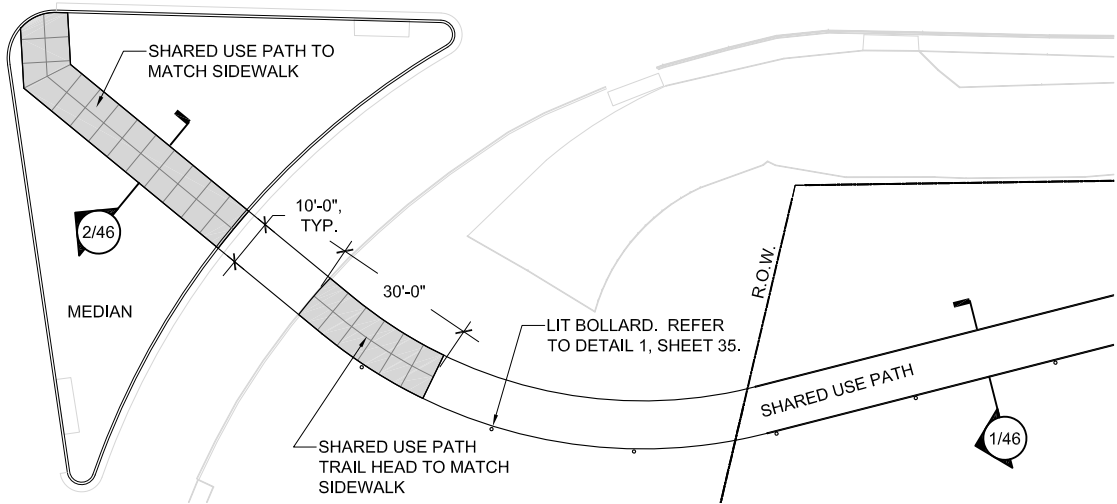 SHARED USE PATH TO
MATCH SIDEWALK
10'-0",
TYP.
2/46
30'-0"
R.O.W.
MEDIAN
LIT BOLLARD. REFER
TO DETAIL 1, SHEET 35.
SHARED USE PATH
1/46
SHARED USE PATH
TRAIL HEAD TO MATCH
SIDEWALK